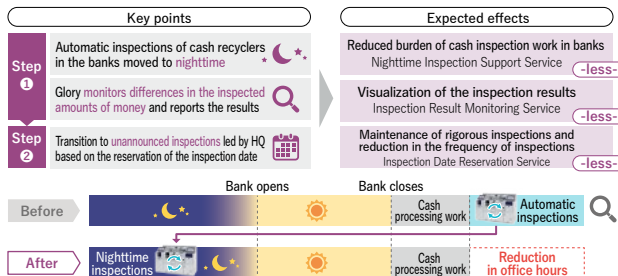 Key points
Expected effects
Step
1
Automatic inspections of cash recyclers
in the banks moved to nighttime
Glory monitors differences in the inspected
amounts of money and reports the results
Step
2
Transition to unannounced inspections led by HQ
based on the reservation of the inspection date
Reduced burden of cash inspection work in banks
Nighttime Inspection Support Service
-less-
Visualization of the inspection results
Inspection Result Monitoring Service
-less-
Maintenance of rigorous inspections and
reduction in the frequency of inspections
Inspection Date Reservation Service
-less-
Bank opens
Bank closes
Before
Cash
processing work
Automatic
inspections
After
Nighttime
inspections
Cash
processing work
Reduction
in office hours